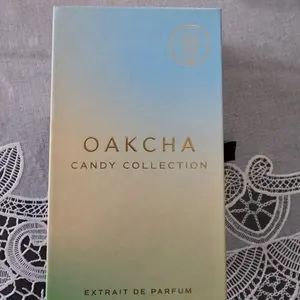 OAKCHA
CANDY COLLECTION
EXTRAIT DE PARFUM